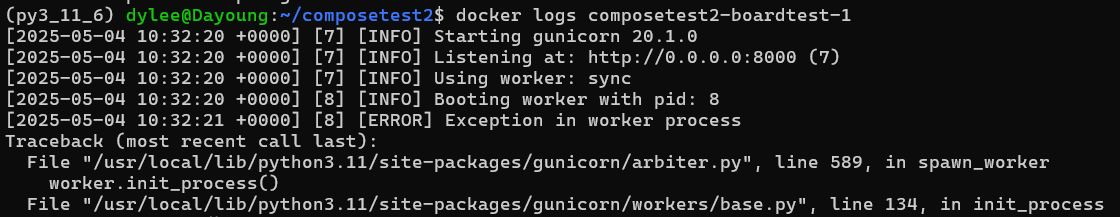 (py3_11_6) dylee@Dayoung:~/composetest2$ docker logs composetest2-boardtest-1
[2025-05-04 10:32:20 +0000] [7] [INFO] Starting gunicorn 20.1.0
[2025-05-04 10:32:20 +0000] [7] [INFO] Listening at: http://0.0.0.0:8000 (7)
[2025-05-04 10:32:20 +0000] [7] [INFO] Using worker: sync
[2025-05-04 10:32:20 +0000] [8] [INFO] Booting worker with pid: 8
[2025-05-04 10:32:21 +0000] [8] [ERROR] Exception in worker process
Traceback (most recent call last):
  File "/usr/local/lib/python3.11/site-packages/gunicorn/arbiter.py", line 589, in spawn_worker
    worker.init_process()
  File "/usr/local/lib/python3.11/site-packages/gunicorn/workers/base.py", line 134, in init_process